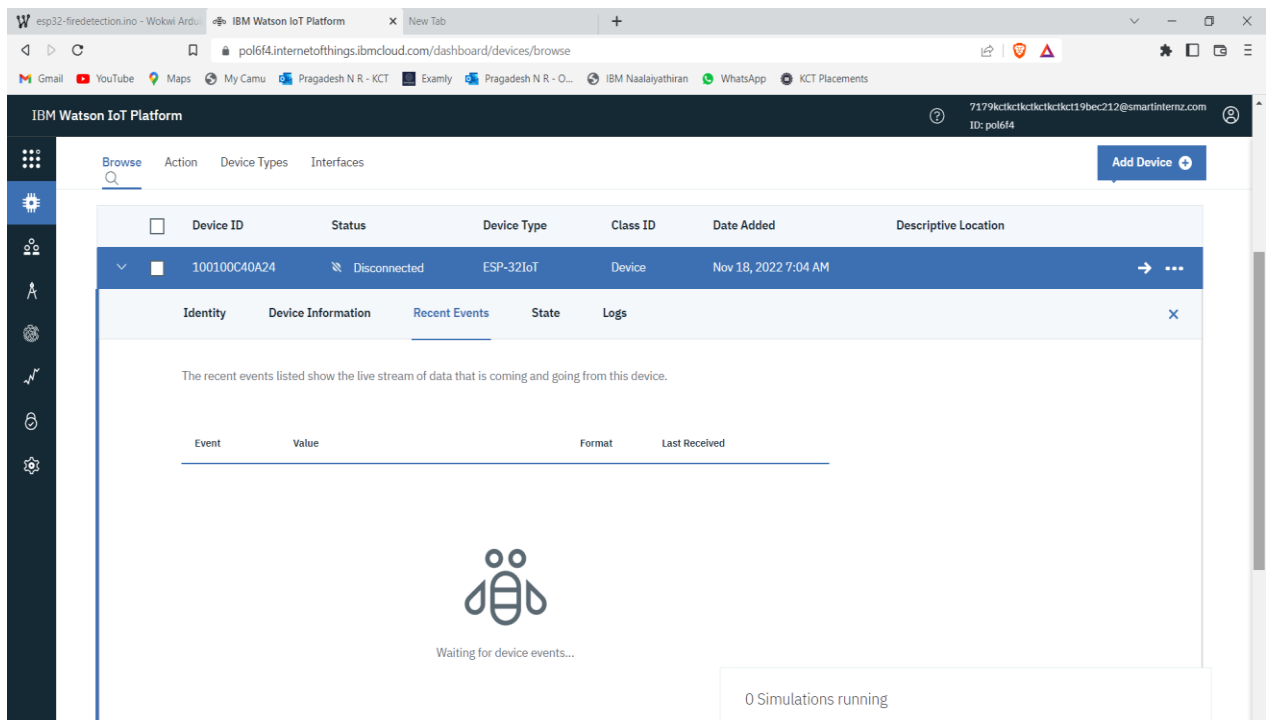 esp32-firedetection.ino - Wokwi Ardu IBM Watson IoT Platform New Tab
pol6f4.internetofthings.ibmcloud.com/dashboard/devices/browse
Gmail YouTube Maps My Camu Pragadesh N R - KCT Examly Pragadesh N R - O... IBM Naalaiyathiran WhatsApp KCT Placements
IBM Watson IoT Platform
7179kctkctkctkctkctkct19bec212@smartinternz.com
ID: pol6f4
Browse Action Device Types Interfaces Add Device
Device ID Status Device Type Class ID Date Added Descriptive Location
100100C40A24 Disconnected ESP-32IoT Device Nov 18, 2022 7:04 AM
Identity Device Information Recent Events State Logs
The recent events listed show the live stream of data that is coming and going from this device.
Event Value Format Last Received
Waiting for device events...
0 Simulations running